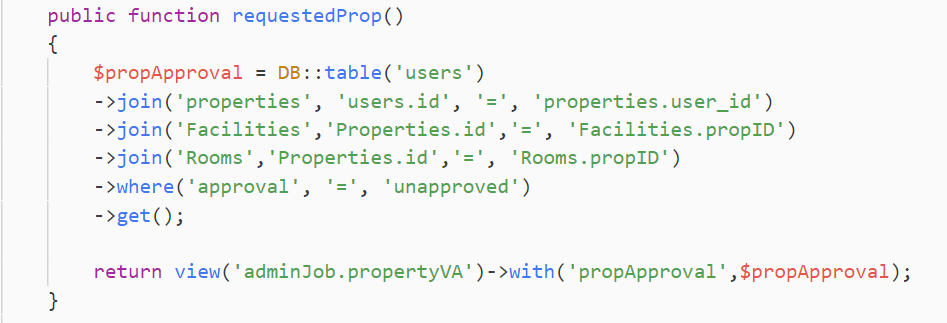 public function requestedProp()
{
$propApproval = DB::table('users')
->join('properties', 'users.id', '=', 'properties.user_id')
->join('Facilities','Properties.id','=', 'Facilities.propID')
->join('Rooms','Properties.id','=', 'Rooms.propID')
->where('approval', '=', 'unapproved')
->get();
return view('adminJob.propertyVA')->with('propApproval',$propApproval);
}